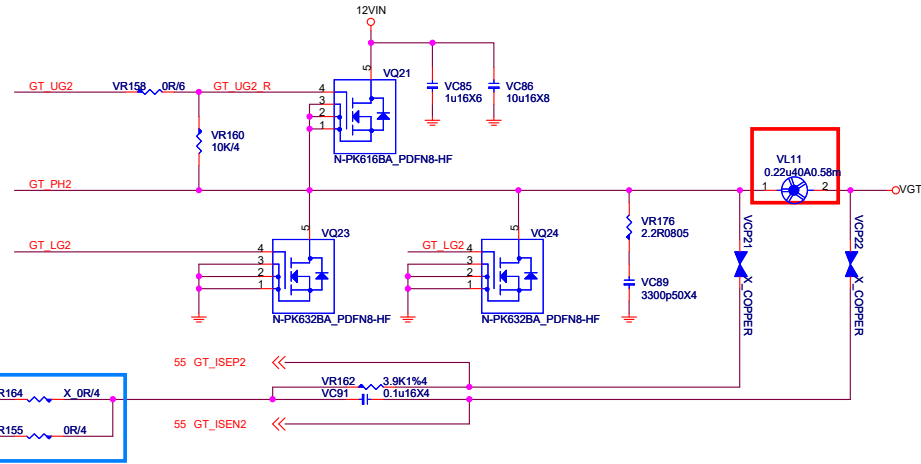 12VIN
5
VQ21
GT_UG2
VR158
0R/6
GT_UG2_R
4
3
2
1
VC85
1u16X6
VC86
10u16X8
VR160
10K/4
N-PK616BA_PDFN8-HF
VL11
0.22u40A0.58m
GT_PH2
1
2
VGT
5
VQ23
5
VQ24
VR176
2.2R0805
VCP21
VCP22
GT_LG2
4
3
2
1
GT_LG2
4
3
2
1
VC89
3300p50X4
X_COPPER
X_COPPER
N-PK632BA_PDFN8-HF
N-PK632BA_PDFN8-HF
55 GT_ISEP2
VR162
3.9K1%4
R164
X_0R/4
VC91
0.1u16X4
55 GT_ISEN2
R155
0R/4